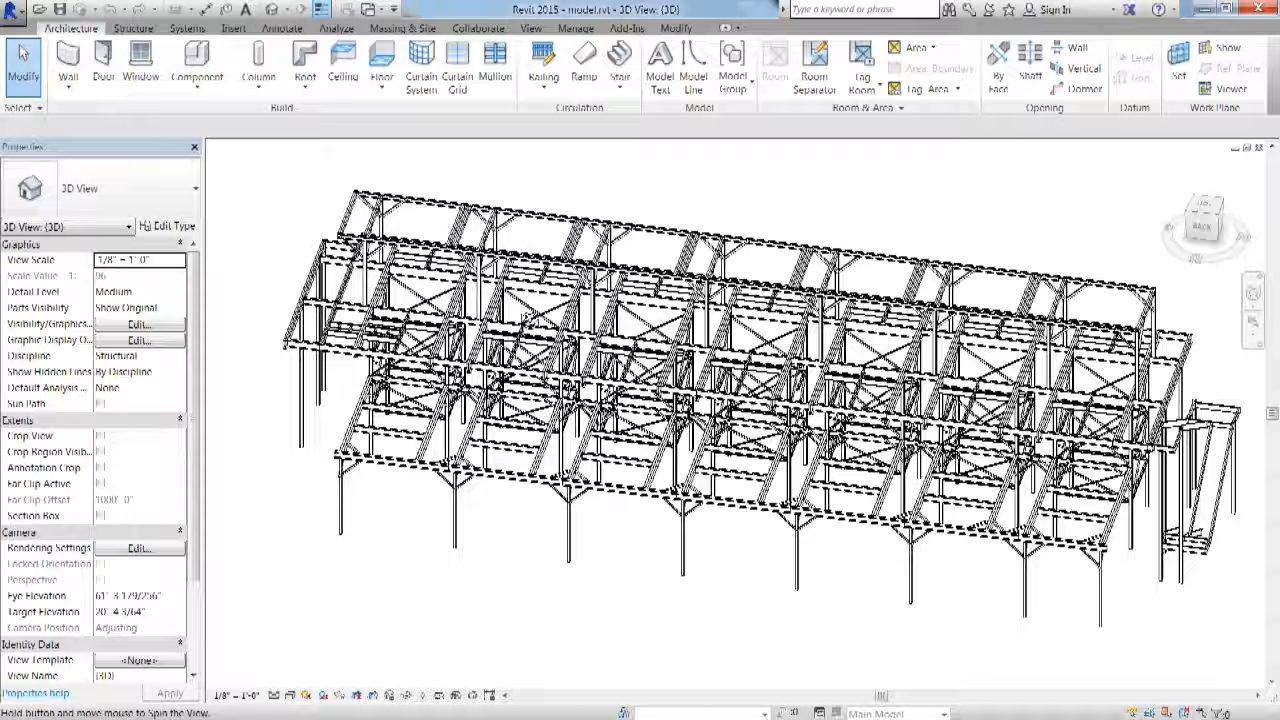 Revit 2015 - model.rvt - 3D View: {3D}
Type a keyword or phrase
Sign In
Architecture Structure Systems Insert Annotate Analyze Massing & Site Collaborate View Manage Add-Ins Modify
Modify Wall Door Window Component Column Roof Ceiling Floor Curtain System Curtain Grid Mullion Railing Ramp Stair Model Text Model Line Model Group Room Room Separator Tag Room
Area
Area Boundary
Tag Area
By Face Shaft
Wall
Vertical
Dormer
Level
Grid
Set
Show
Ref Plane
Viewer
Select Build Circulation Model Room & Area Opening Datum Work Plane
Properties
3D View
3D View: {3D} Edit Type
Graphics
View Scale 1/8" = 1'-0"
Scale Value 1: 96
Detail Level Medium
Parts Visibility Show Original
Visibility/Graphics... Edit...
Graphic Display O... Edit...
Discipline Structural
Show Hidden Lines By Discipline
Default Analysis ... None
Sun Path
Extents
Crop View
Crop Region Visib...
Annotation Crop
Far Clip Active
Far Clip Offset 1000' 0"
Section Box
Camera
Rendering Settings Edit...
Locked Orientation
Perspective
Eye Elevation 61' 3 179/256"
Target Elevation 20' 4 3/64"
Camera Position Adjusting
Identity Data
View Template <None>
View Name {3D}
Properties help Apply
BACK
1/8" = 1'-0"
Hold button and move mouse to Spin the View.
:0
Main Model
:0